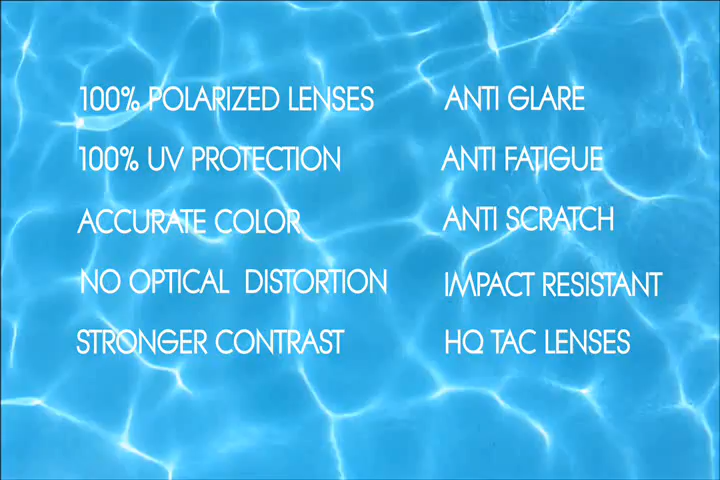 100% POLARIZED LENSES
100% UV PROTECTION
ACCURATE COLOR
NO OPTICAL DISTORTION
STRONGER CONTRAST
ANTI GLARE
ANTI FATIGUE
ANTI SCRATCH
IMPACT RESISTANT
HQ TAC LENSES